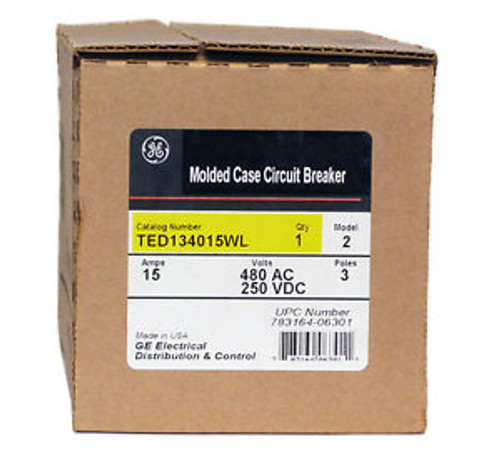 GE
Molded Case Circuit Breaker
Catalog Number Qty Model
TED134015WL 1 2
Amps Volts Poles
15 480 AC 3
250 VDC
UPC Number
783164-06301
Made in USA
GE Electrical
Distribution & Control